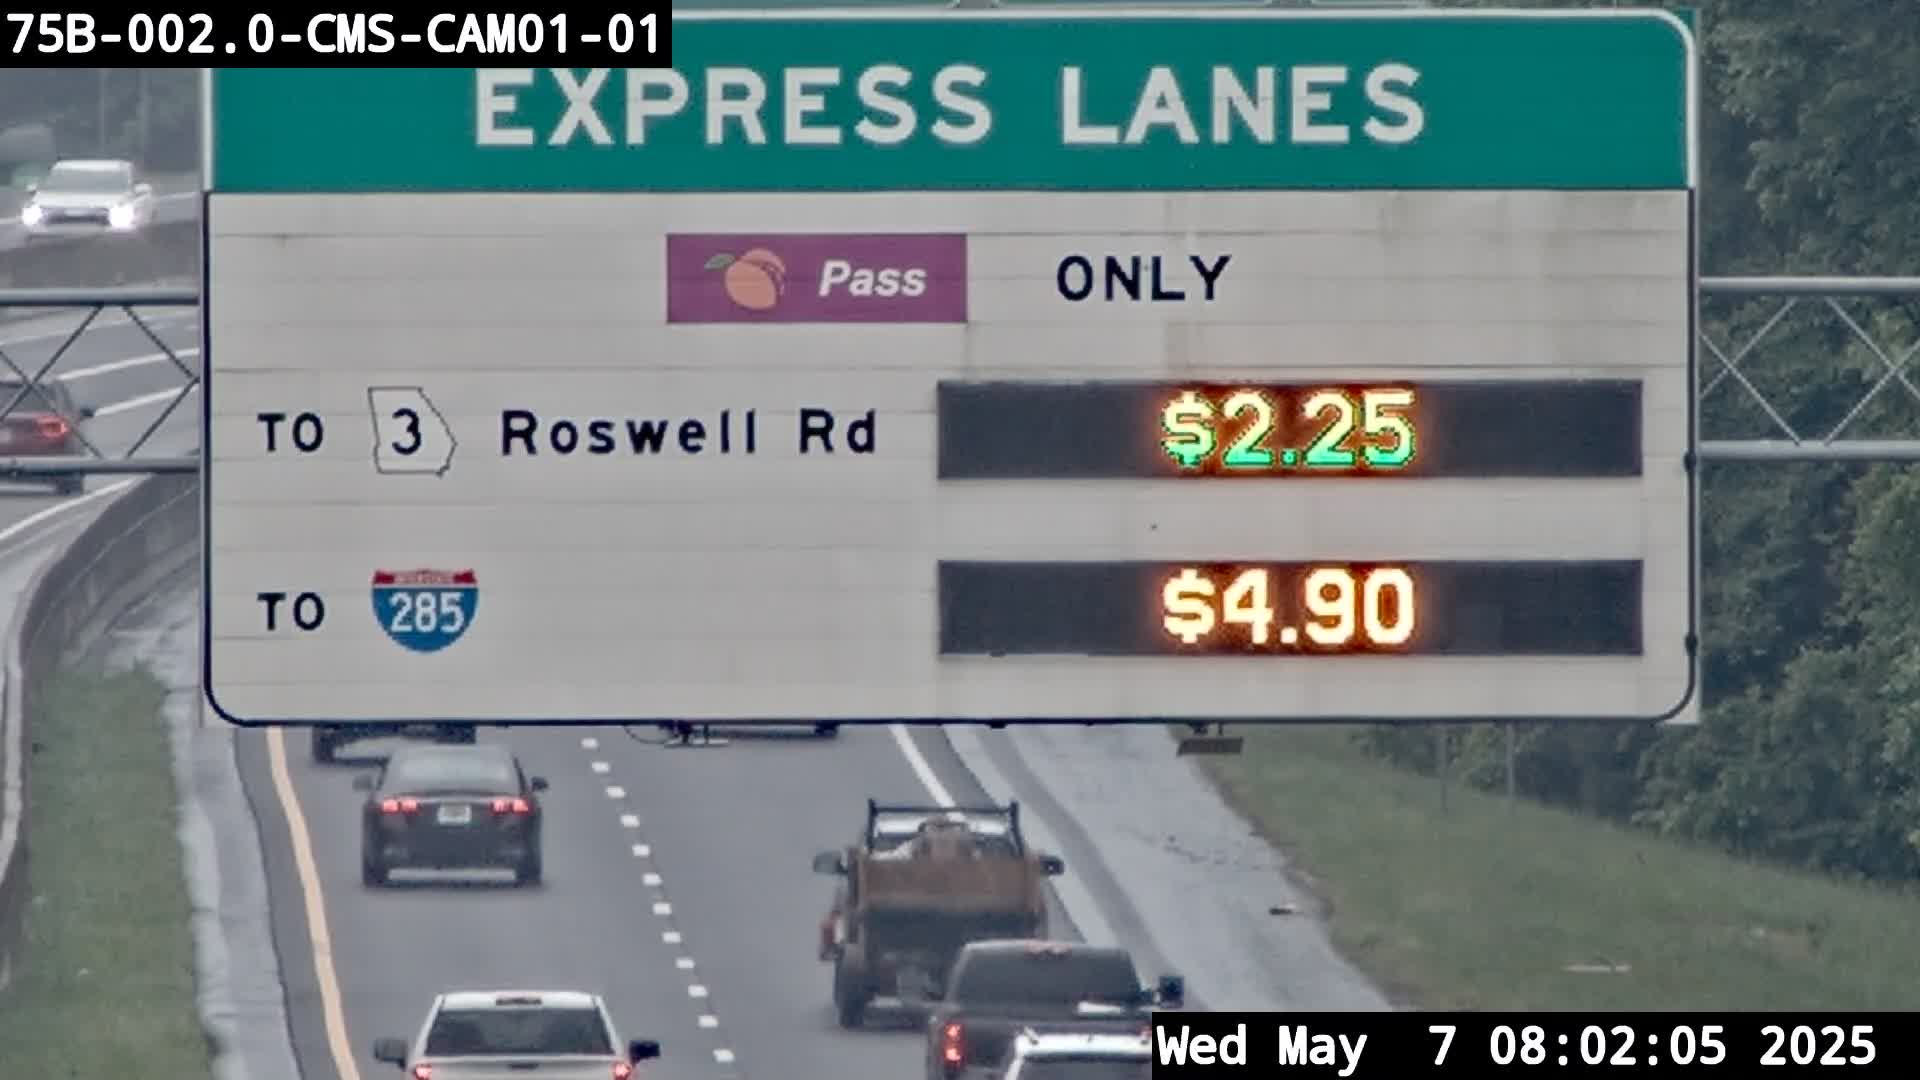 75B-002.0-CMS-CAM01-01
EXPRESS LANES
Pass ONLY
TO 3 Roswell Rd $2.25
TO 285 $4.90
Wed May 7 08:02:05 2025